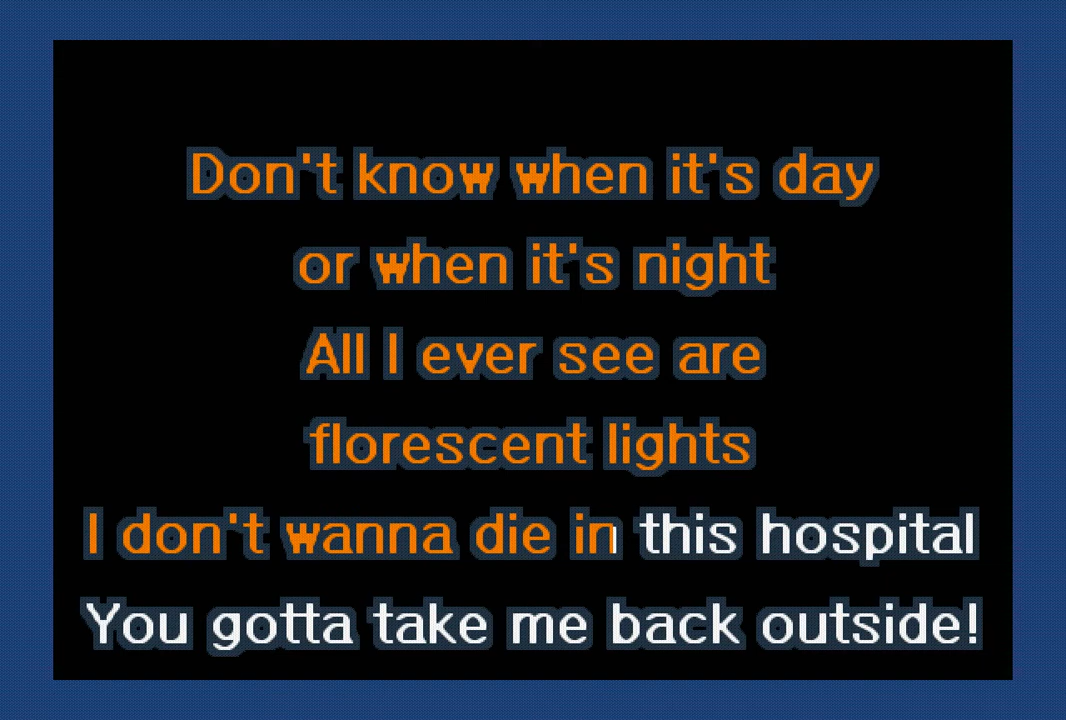 Don't know when it's day
or when it's night
All I ever see are
florescent lights
I don't wanna die in this hospital
You gotta take me back outside!